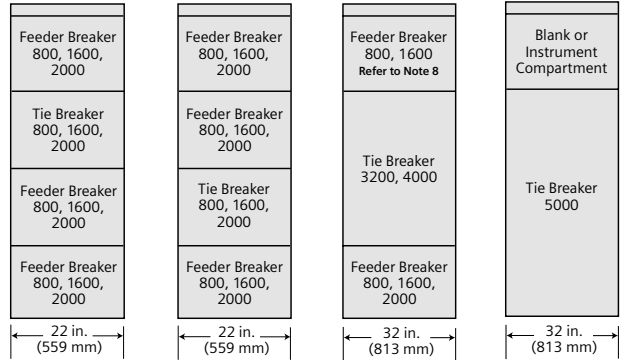 Feeder Breaker
800, 1600,
2000
Tie Breaker
800, 1600,
2000
Feeder Breaker
800, 1600,
2000
Feeder Breaker
800, 1600,
2000
22 in.
(559 mm)
Feeder Breaker
800, 1600,
2000
Feeder Breaker
800, 1600,
2000
Tie Breaker
800, 1600,
2000
Feeder Breaker
800, 1600,
2000
22 in.
(559 mm)
Feeder Breaker
800, 1600
Refer to Note 8
Tie Breaker
3200, 4000
Feeder Breaker
800, 1600,
2000
32 in.
(813 mm)
Blank or
Instrument
Compartment
Tie Breaker
5000
32 in.
(813 mm)